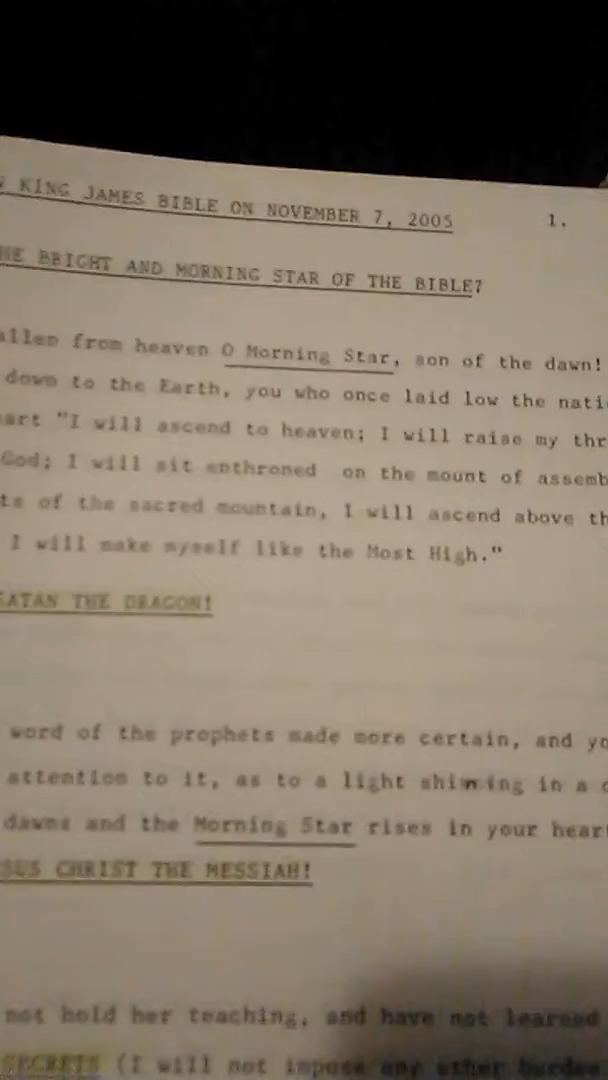 KING JAMES BIBLE ON NOVEMBER 7, 2005 1.
HE BRIGHT AND MORNING STAR OF THE BIBLE?
allen from heaven O Morning Star, son of the dawn!
down to the Earth, you who once laid low the nati
art "I will ascend to heaven; I will raise my thr
God; I will sit enthroned on the mount of assemb
ts of the sacred mountain, I will ascend above th
I will make myself like the Most High."
SATAN THE DRAGON!
word of the prophets made more certain, and yo
attention to it, as to a light shining in a d
dawns and the Morning Star rises in your heart
SUS CHRIST THE MESSIAH!
not hold her teaching, and have not learned
SECRETS (I will not impose any other burden